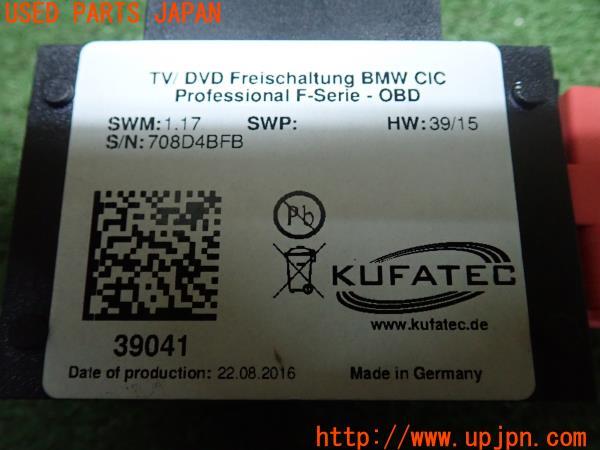 USED PARTS JAPAN
TV/ DVD Freischaltung BMW CIC
Professional F-Serie - OBD
SWM:1.17 SWP: HW: 39/15
S/N:708D4BFB
Pb
KUFATEC
www.kufatec.de
39041
Date of production: 22.08.2016 Made in Germany
http://www.upjpn.com/